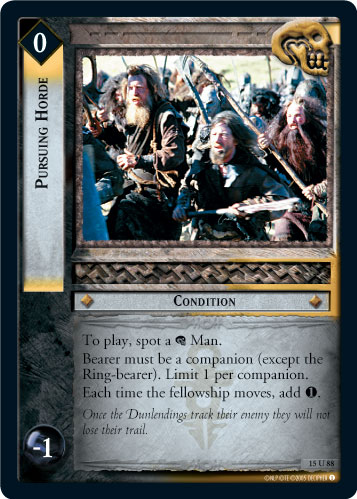 0
PURSUING HORDE
CONDITION
To play, spot a Man.
Bearer must be a companion (except the
Ring-bearer). Limit 1 per companion.
Each time the fellowship moves, add 1.
Once the Dunlendings track their enemy they will not
lose their trail.
-1
15 U 88